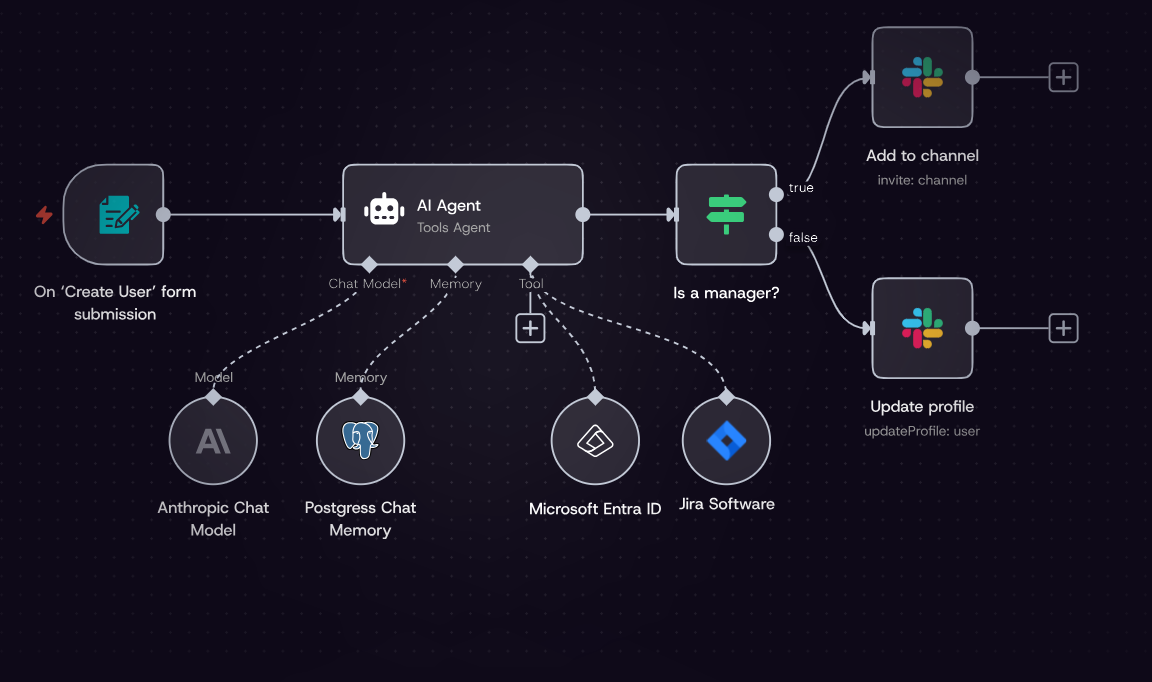 Add to channel
invite: channel
true
AI Agent
Tools Agent
false
Chat Model*
Memory
Tool
On ‘Create User’ form
submission
Is a manager?
Model
Memory
Update profile
updateProfile: user
Anthropic Chat
Model
Postgress Chat
Memory
Microsoft Entra ID
Jira Software